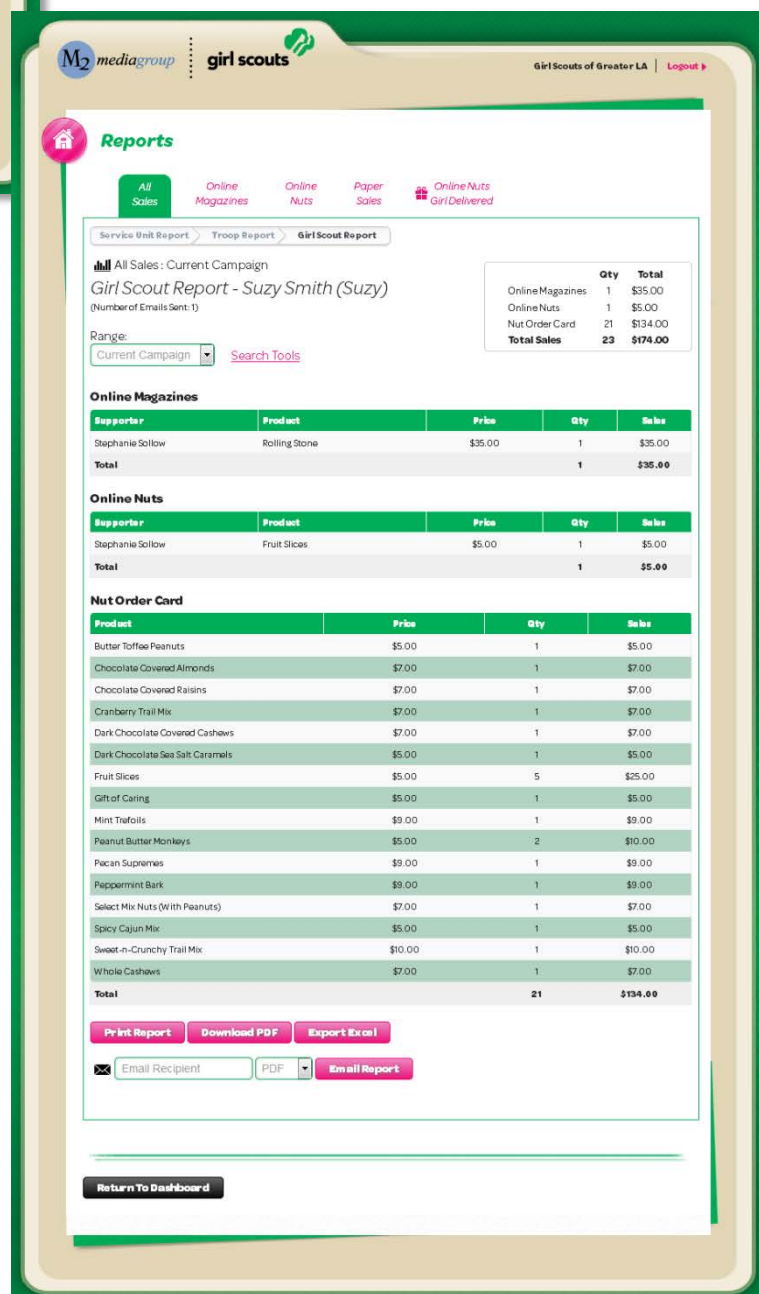 M2 mediagroup girl scouts
Girl Scouts of Greater LA | Logout
Reports
All Sales Online Magazines Online Nuts Paper Sales Online Nuts Girl Delivered
Service Unit Report Troop Report Girl Scout Report
All Sales : Current Campaign
Girl Scout Report - Suzy Smith (Suzy)
(Number of Emails Sent: 1)
Qty Total
Online Magazines 1 $35.00
Online Nuts 1 $5.00
Nut Order Card 21 $134.00
Total Sales 23 $174.00
Range:
Current Campaign Search Tools
Online Magazines
Supporter Product Price Qty Sales
Stephanie Sollow Rolling Stone $35.00 1 $35.00
Total 1 $35.00
Online Nuts
Supporter Product Price Qty Sales
Stephanie Sollow Fruit Slices $5.00 1 $5.00
Total 1 $5.00
Nut Order Card
Product Price Qty Sales
Butter Toffee Peanuts $5.00 1 $5.00
Chocolate Covered Almonds $7.00 1 $7.00
Chocolate Covered Raisins $7.00 1 $7.00
Cranberry Trail Mix $7.00 1 $7.00
Dark Chocolate Covered Cashews $7.00 1 $7.00
Dark Chocolate Sea Salt Caramels $5.00 1 $5.00
Fruit Slices $5.00 5 $25.00
Gift of Caring $5.00 1 $5.00
Mint Trefoils $9.00 1 $9.00
Peanut Butter Monkeys $5.00 2 $10.00
Pecan Supremes $9.00 1 $9.00
Peppermint Bark $9.00 1 $9.00
Select Mix Nuts (With Peanuts) $7.00 1 $7.00
Spicy Cajun Mix $5.00 1 $5.00
Sweet-n-Crunchy Trail Mix $10.00 1 $10.00
Whole Cashews $7.00 1 $7.00
Total 21 $134.00
Print Report Download PDF Export Excel
Email Recipient PDF Email Report
Return To Dashboard